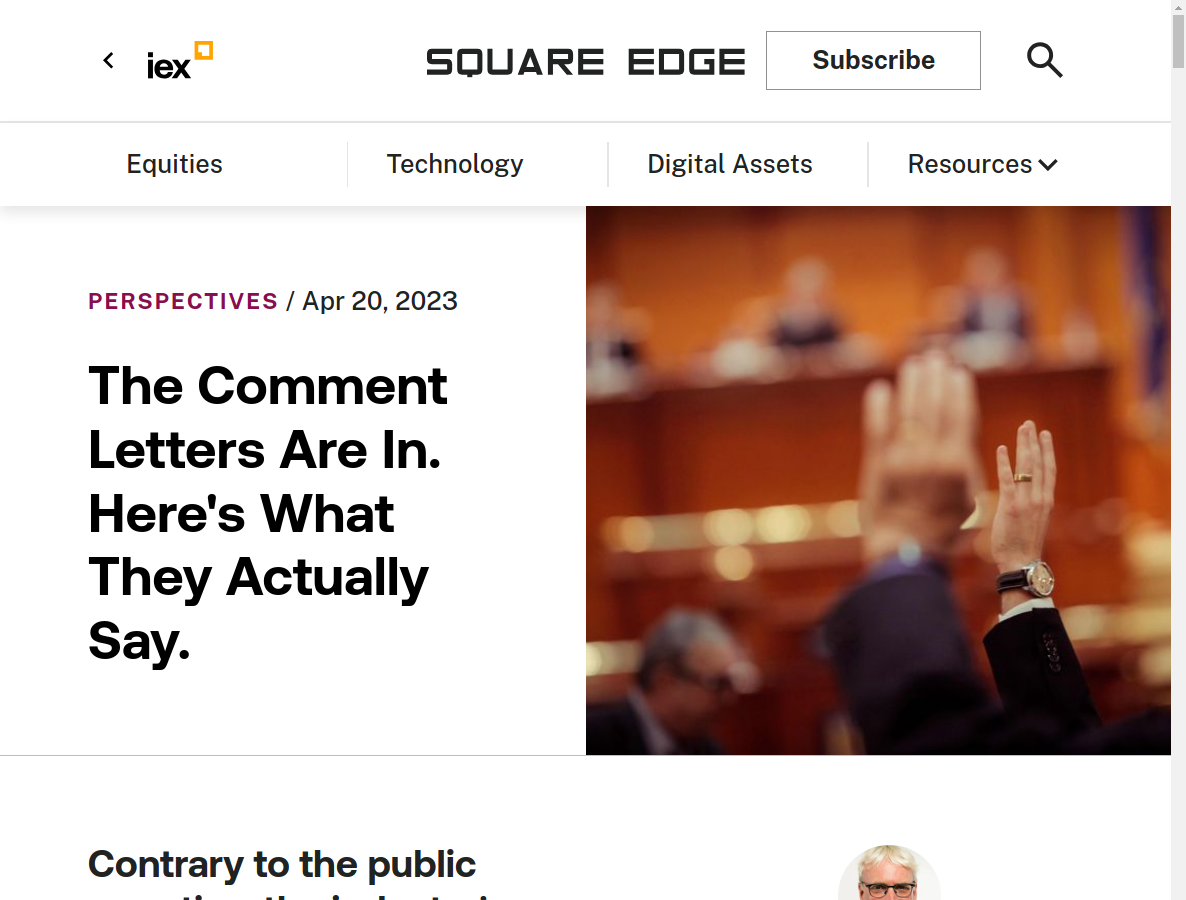 iex
SQUARE EDGE
Subscribe
Equities
Technology
Digital Assets
Resources
PERSPECTIVES / Apr 20, 2023
The Comment
Letters Are In.
Here's What
They Actually
Say.
Contrary to the public